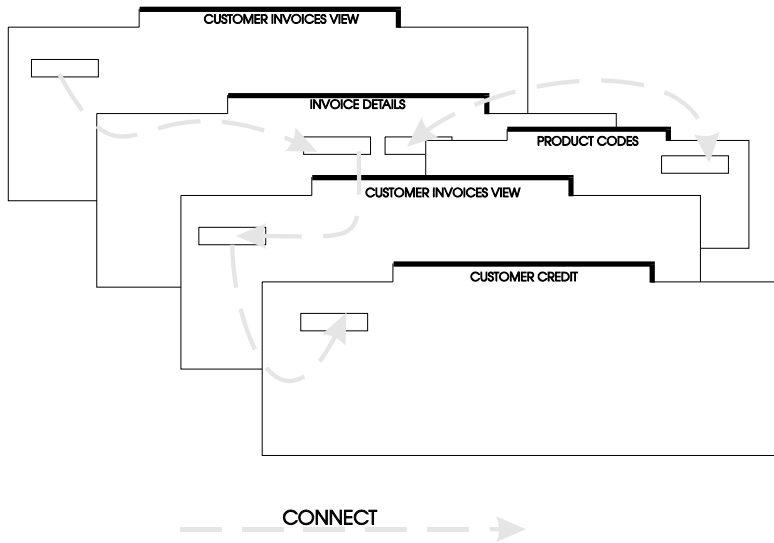 CUSTOMER INVOICES VIEW
INVOICE DETAILS
PRODUCT CODES
CUSTOMER INVOICES VIEW
CUSTOMER CREDIT
CONNECT